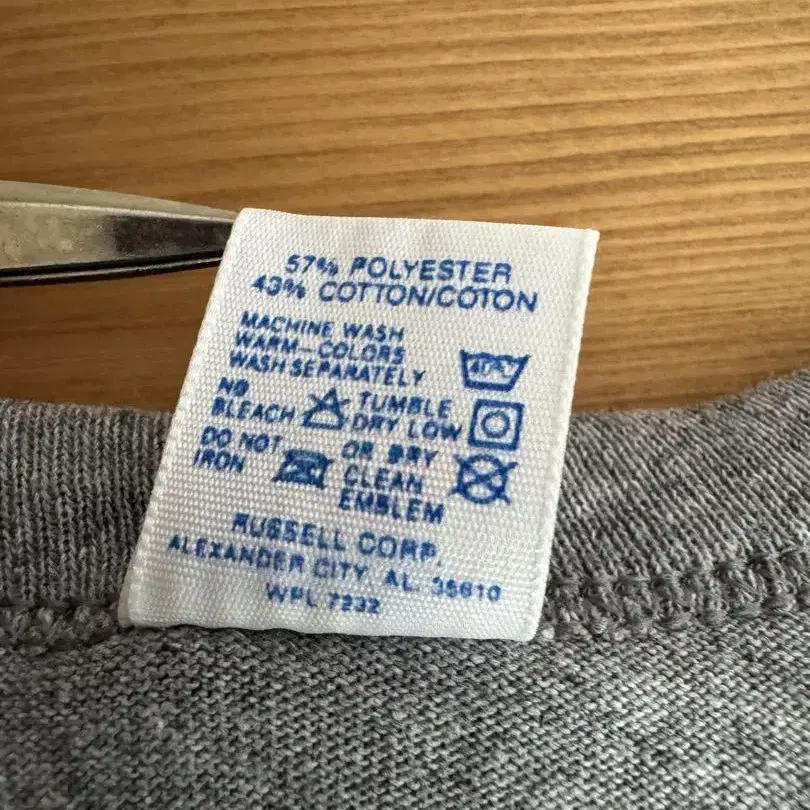 57% POLYESTER
43% COTTON/COTON
MACHINE WASH
WARM—COLORS
WASH SEPARATELY
NO
BLEACH
TUMBLE
DRY LOW
DO NOT
IRON
OR DRY
CLEAN
EMBLEM
RUSSELL CORP.
ALEXANDER CITY, AL. 35010
WPL 7232